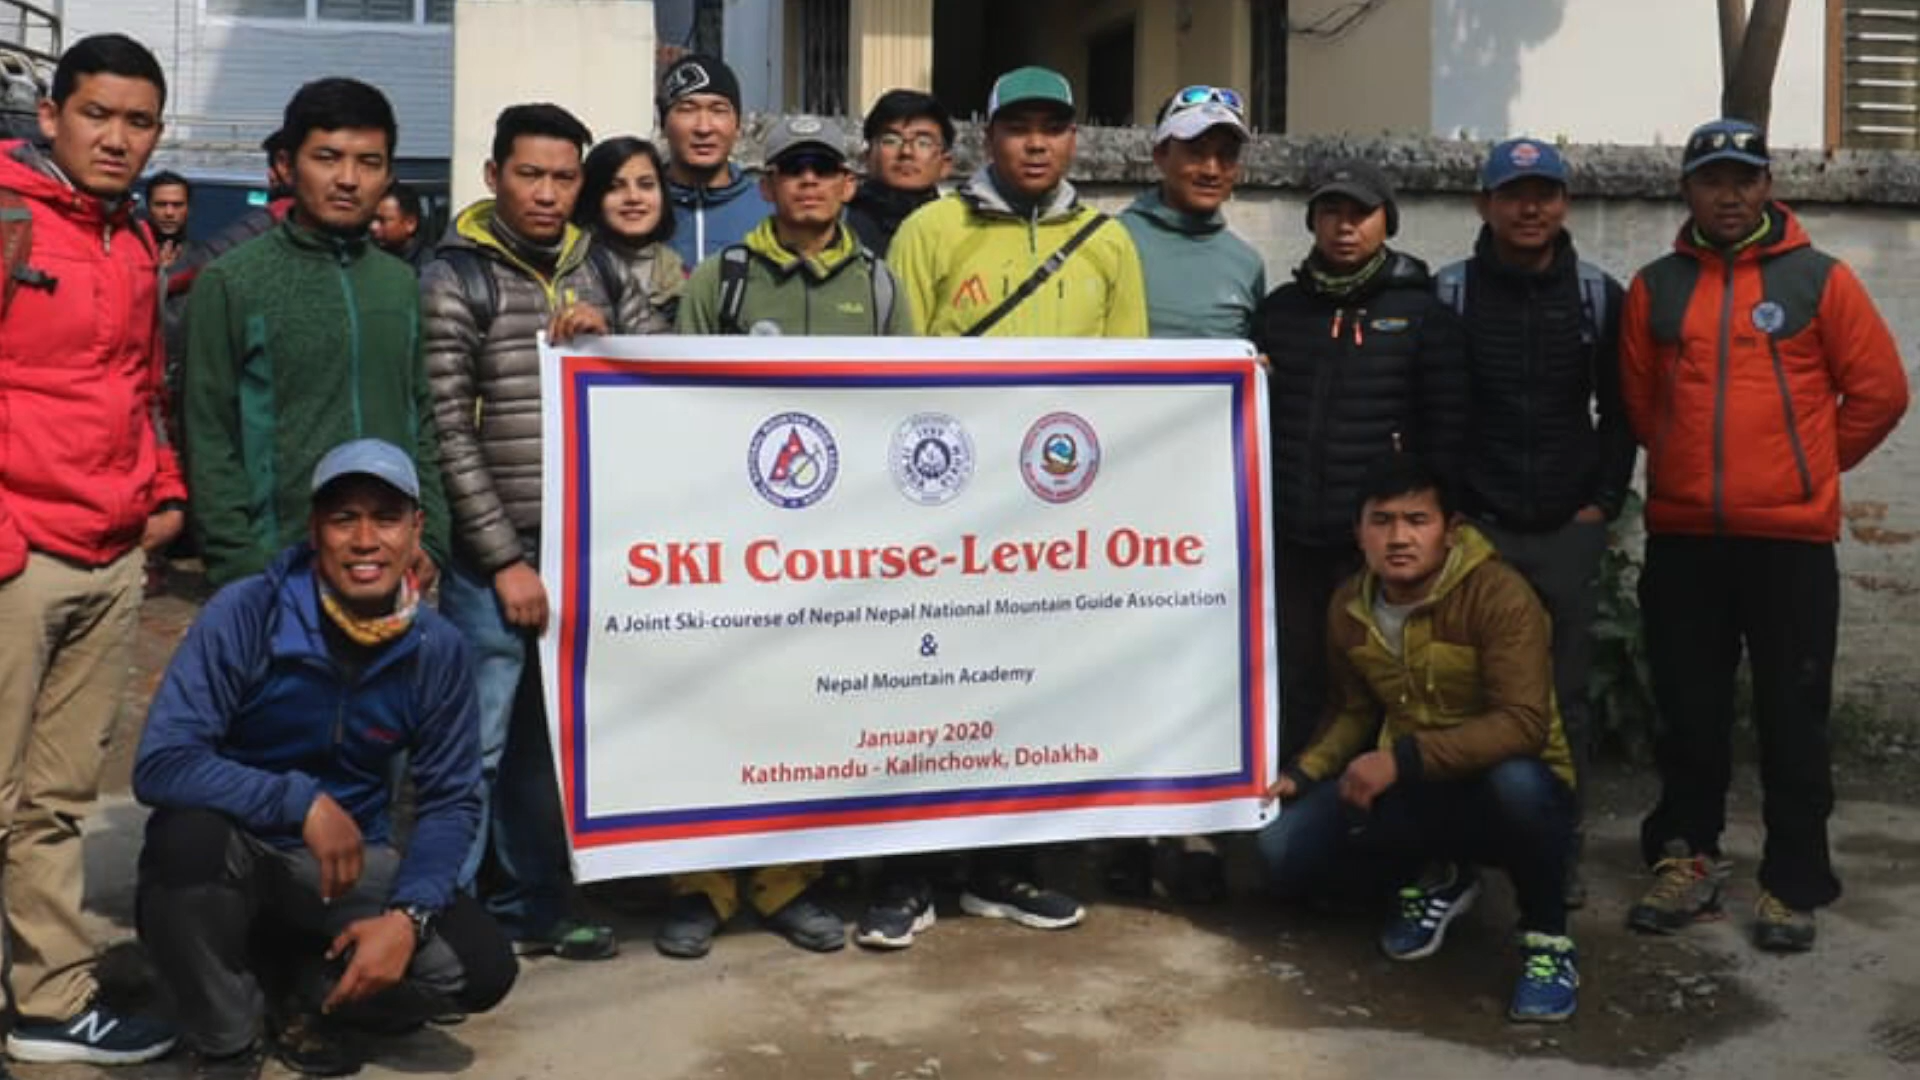 SKI Course-Level One
A Joint Ski-courese of Nepal Nepal National Mountain Guide Association
&
Nepal Mountain Academy
January 2020
Kathmandu - Kalinchowk, Dolakha